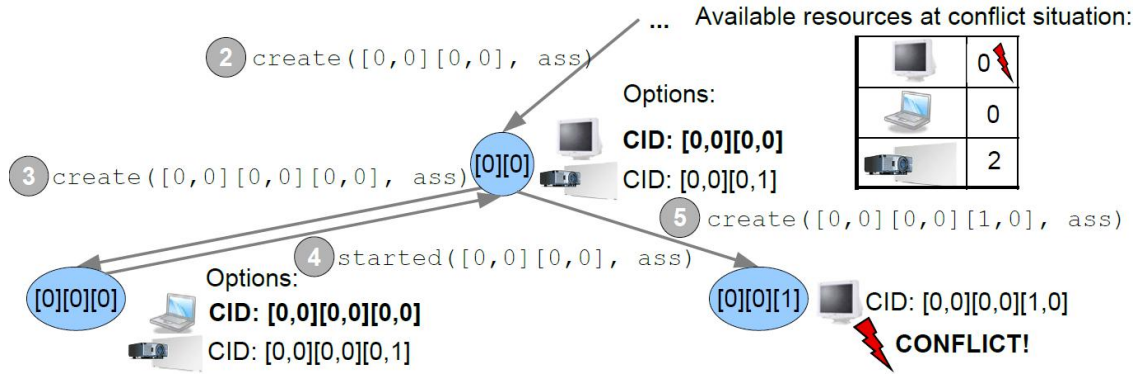 ... Available resources at conflict situation:
2 create([0,0][0,0], ass)
0
0
2
Options:
CID: [0,0][0,0]
CID: [0,0][0,1]
[0][0]
3 create([0,0][0,0][0,0], ass)
5 create([0,0][0,0][1,0], ass)
4 started([0,0][0,0], ass)
[0][0][0]
Options:
CID: [0,0][0,0][0,0]
CID: [0,0][0,0][0,1]
[0][0][1]
CID: [0,0][0,0][1,0]
CONFLICT!